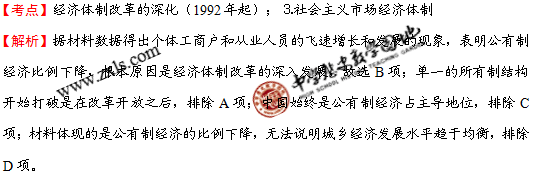 【考点】经济体制改革的深化（1992年起）； 3.社会主义市场经济体制
【解析】据材料数据得出个体工商户和从业人员的飞速增长和发展的现象，表明公有制
经济比例下降，根本原因是经济体制改革的深入发展，故选 B 项；单一的所有制结构
开始打破是在改革开放之后，排除 A 项；中国始终是公有制经济占主导地位，排除 C
项；材料体现的是公有制经济的比例下降，无法说明城乡经济发展水平趋于均衡，排除
D 项。